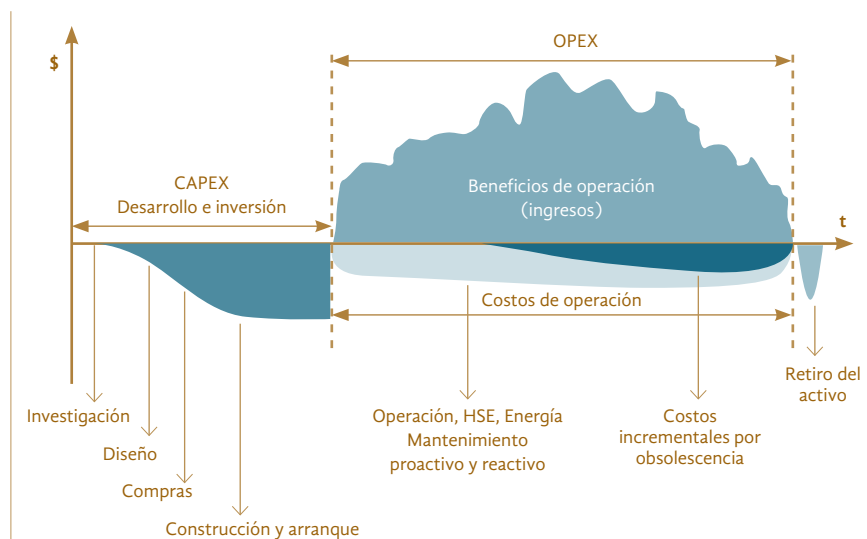 OPEX
$
CAPEX
Desarrollo e inversión
Beneficios de operación
(ingresos)
t
Costos de operación
Retiro del
activo
Investigación
Diseño
Compras
Construcción y arranque
Operación, HSE, Energía
Mantenimiento
proactivo y reactivo
Costos
incrementales por
obsolescencia